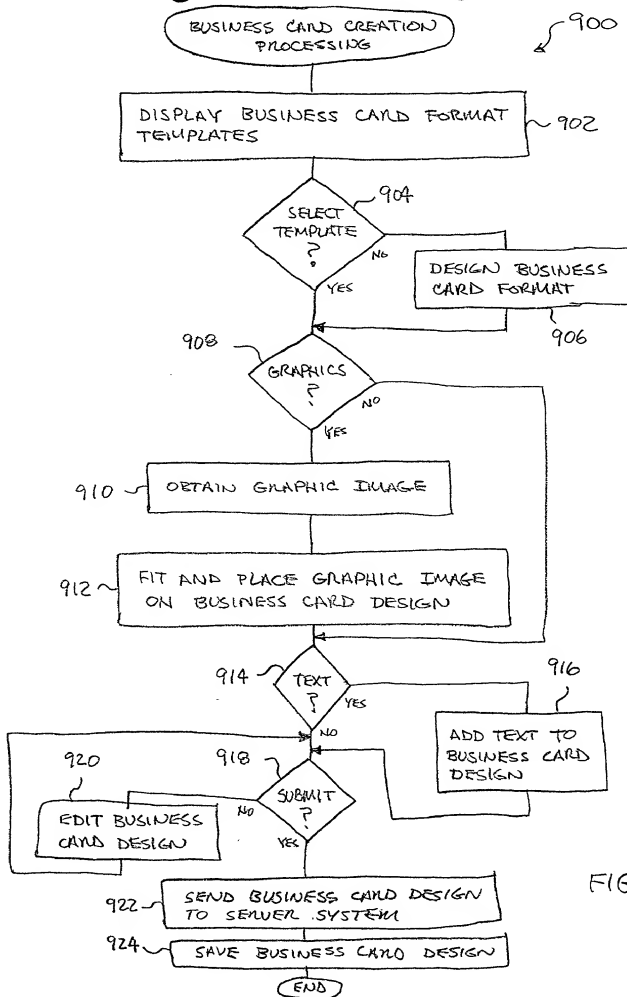 BUSINESS CARD CREATION
PROCESSING
900
DISPLAY BUSINESS CARD FORMAT
TEMPLATES
902
904
SELECT
TEMPLATE
?
NO
YES
DESIGN BUSINESS
CARD FORMAT
906
908
GRAPHICS
?
NO
YES
910
OBTAIN GRAPHIC IMAGE
912
FIT AND PLACE GRAPHIC IMAGE
ON BUSINESS CARD DESIGN
914
TEXT
?
YES
NO
916
ADD TEXT TO
BUSINESS CARD
DESIGN
918
SUBMIT
?
NO
YES
920
EDIT BUSINESS
CARD DESIGN
922
SEND BUSINESS CARD DESIGN
TO SERVER SYSTEM
FIG
924
SAVE BUSINESS CARD DESIGN
END